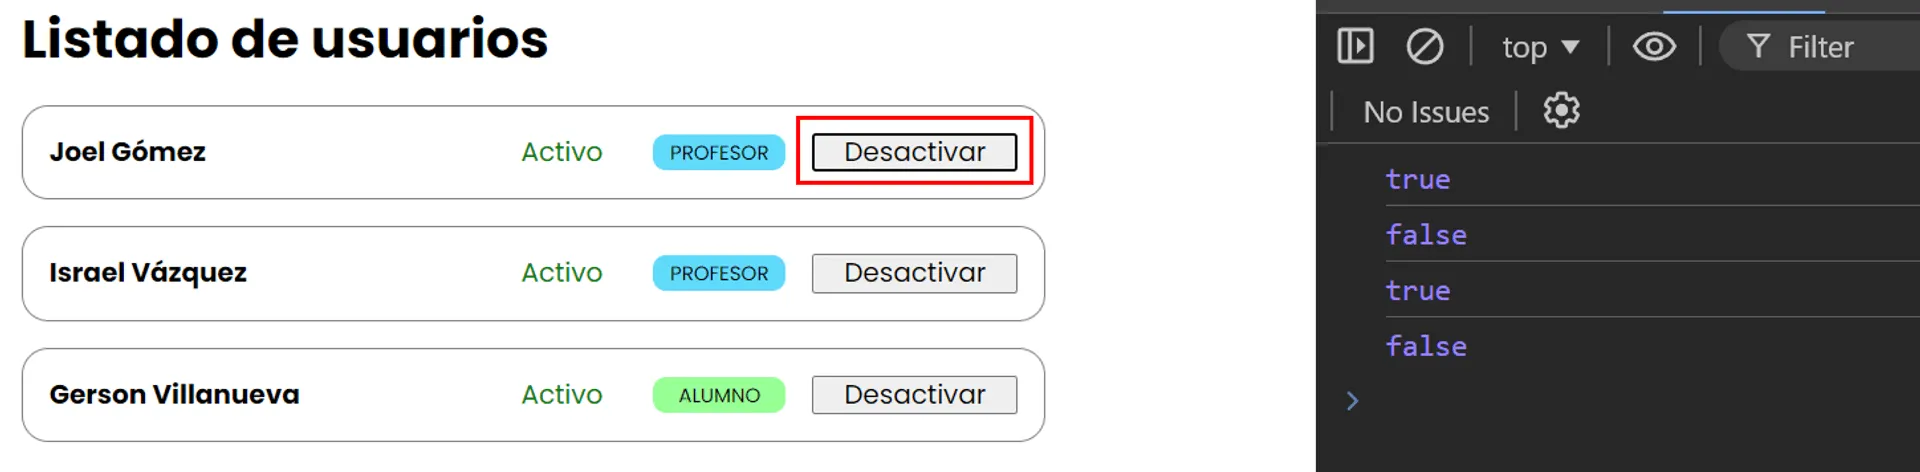 Listado de usuarios
Joel Gómez Activo PROFESOR Desactivar
Israel Vázquez Activo PROFESOR Desactivar
Gerson Villanueva Activo ALUMNO Desactivar
top Filter
No Issues
true
false
true
false